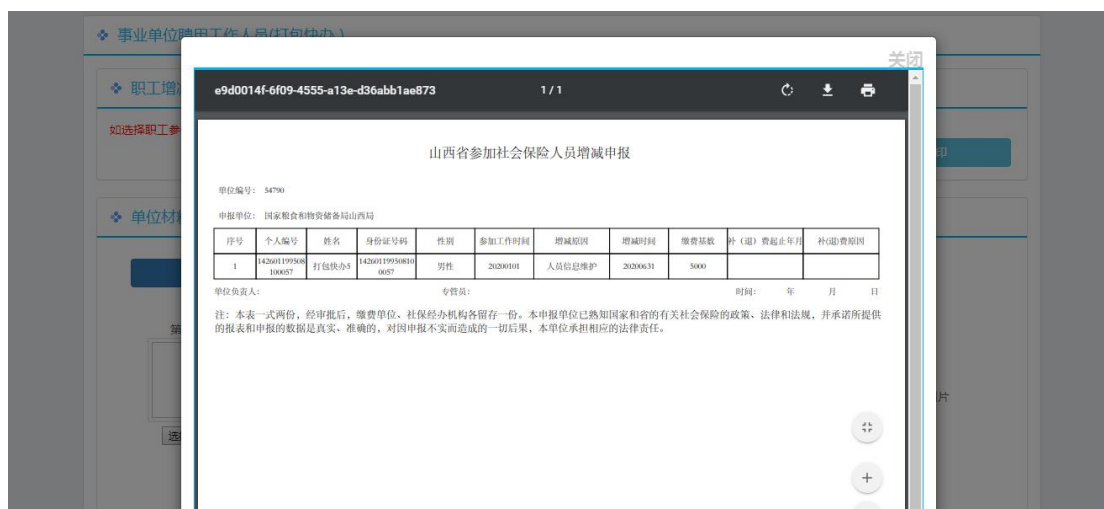 事业单位聘用工作人员(打包快办)
关闭
职工增
e9d0014f-6f09-4555-a13e-d36abb1ae873 1 / 1
如选择职工参
印
山西省参加社会保险人员增减申报
单位编号: 54790
单位材料
申报单位: 国家粮食和物资储备局山西局
序号 个人编号 姓名 身份证号码 性别 参加工作时间 增减原因 增减时间 缴费基数 补（退）费起止年月 补(退)费原因
1 14260119950810 0057 打包快办5 14260119950810 0057 男性 20200101 人员信息维护 20200631 5000
单位负责人: 专管员: 时间: 年 月 日
注：本表一式两份，经审批后，缴费单位、社保经办机构各留存一份。本申报单位已熟知国家和省的有关社会保险的政策、法律和法规，并承诺所提供
的报表和申报的数据是真实、准确的，对因申报不实而造成的一切后果，本单位承担相应的法律责任。
第
片
选